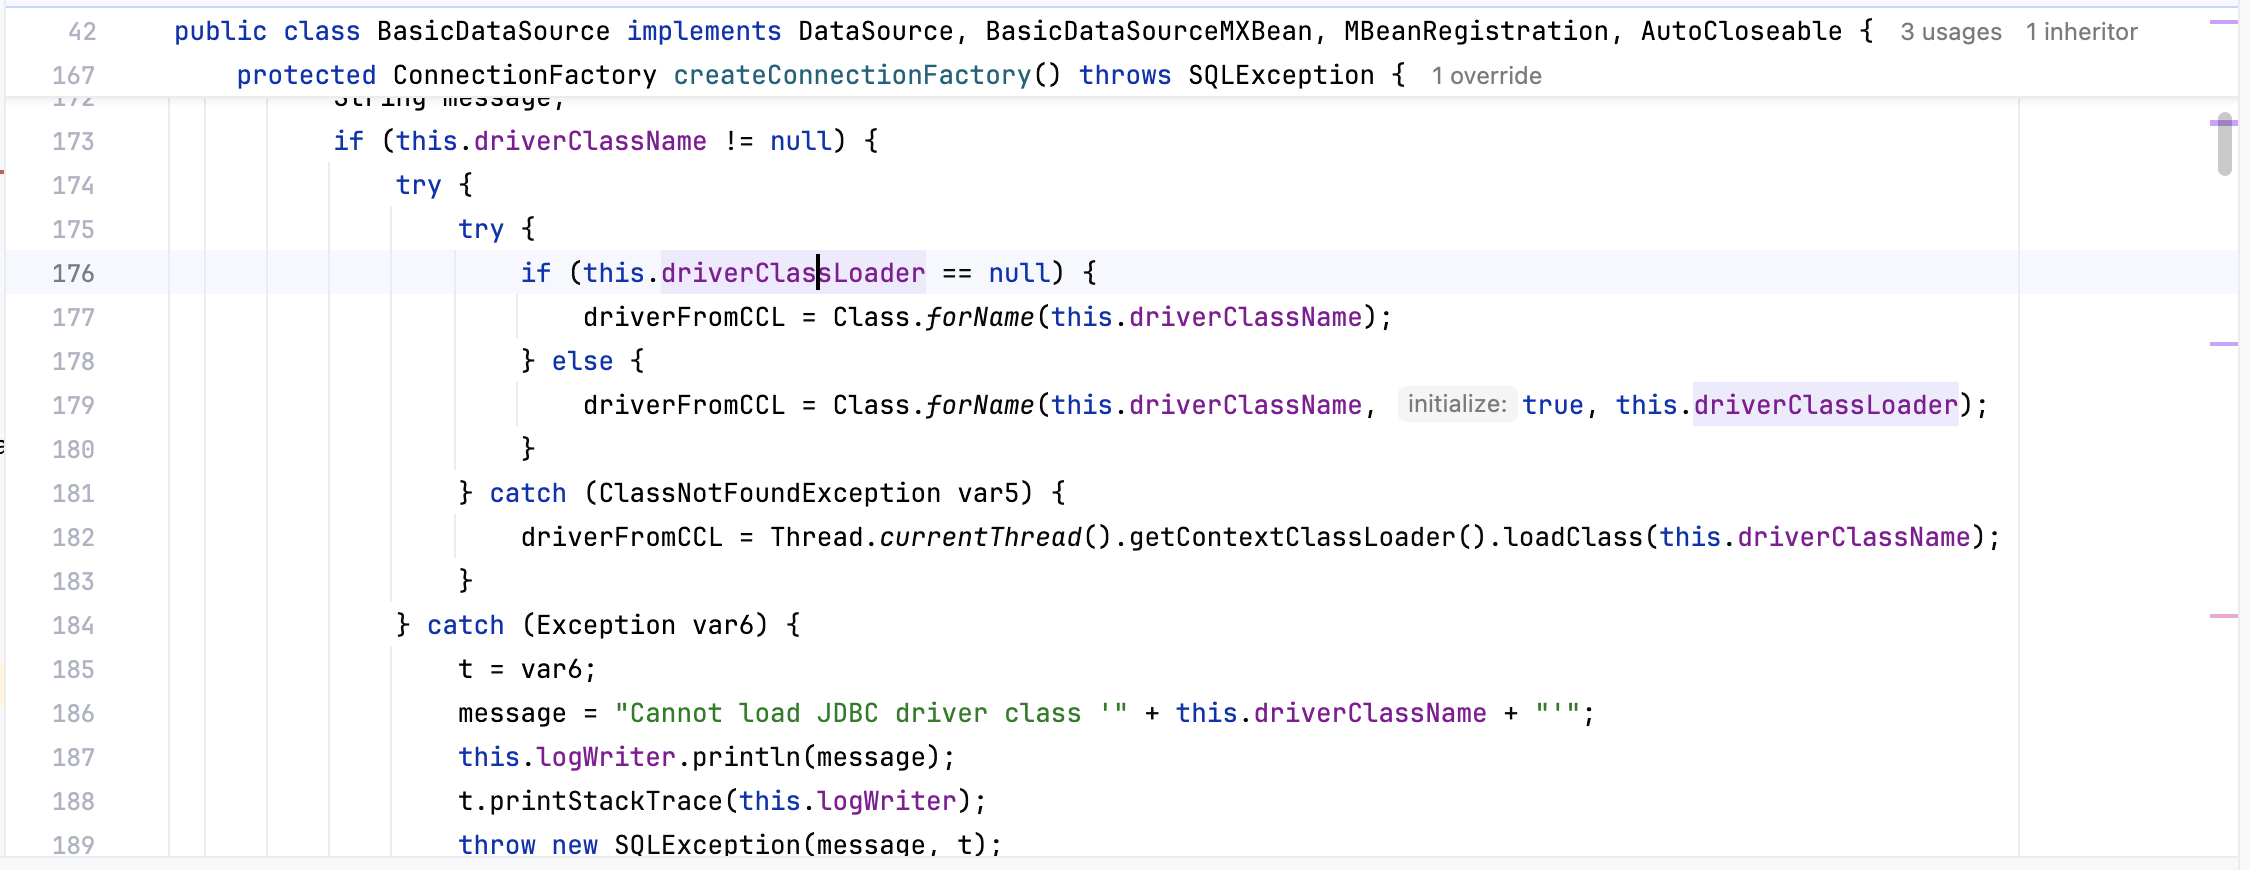 42 public class BasicDataSource implements DataSource, BasicDataSourceMXBean, MBeanRegistration, AutoCloseable { 3 usages 1 inheritor
167 protected ConnectionFactory createConnectionFactory() throws SQLException { 1 override
172 String message;
173 if (this.driverClassName != null) {
174 try {
175 try {
176 if (this.driverClassLoader == null) {
177 driverFromCCL = Class.forName(this.driverClassName);
178 } else {
179 driverFromCCL = Class.forName(this.driverClassName, initialize: true, this.driverClassLoader);
180 }
181 } catch (ClassNotFoundException var5) {
182 driverFromCCL = Thread.currentThread().getContextClassLoader().loadClass(this.driverClassName);
183 }
184 } catch (Exception var6) {
185 t = var6;
186 message = "Cannot load JDBC driver class '" + this.driverClassName + "'";
187 this.logWriter.println(message);
188 t.printStackTrace(this.logWriter);
189 throw new SQLException(message, t);